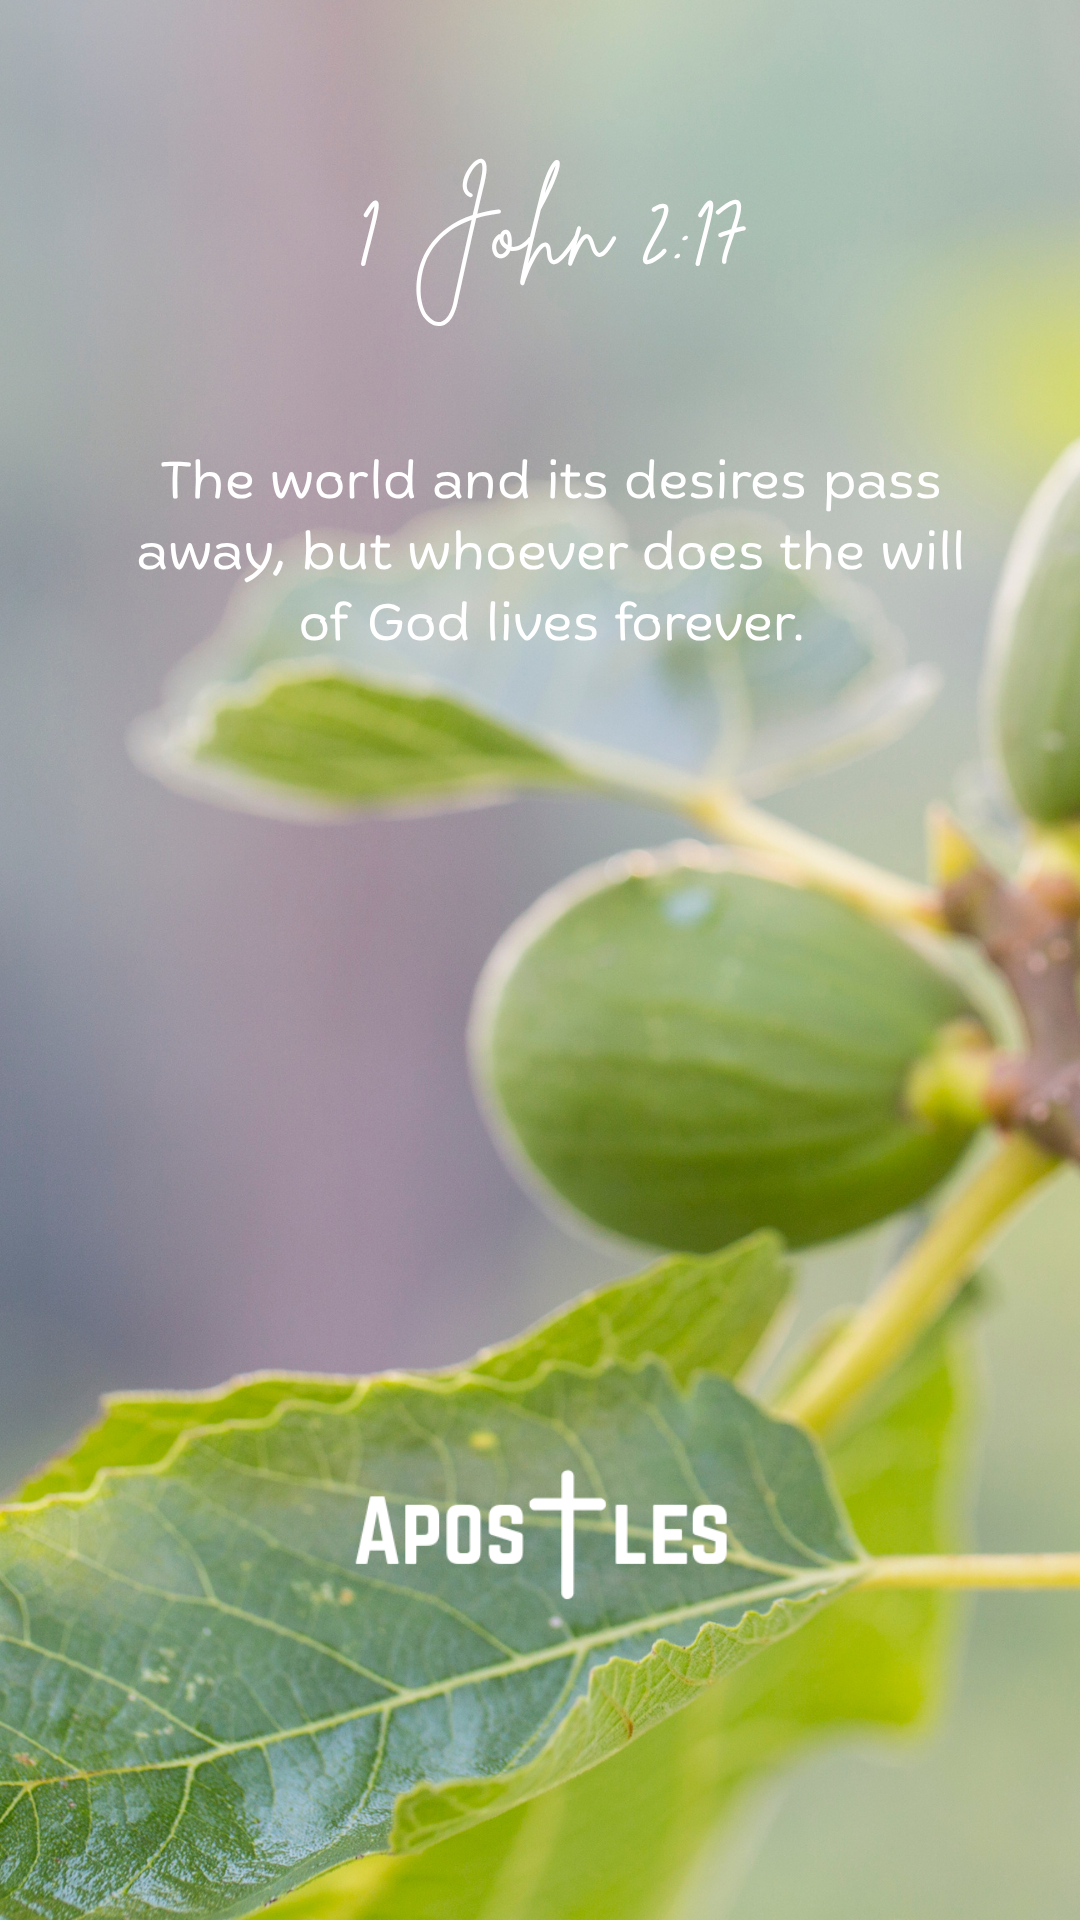 1 John 2:17
The world and its desires pass
away, but whoever does the will
of God lives forever.
Apostles